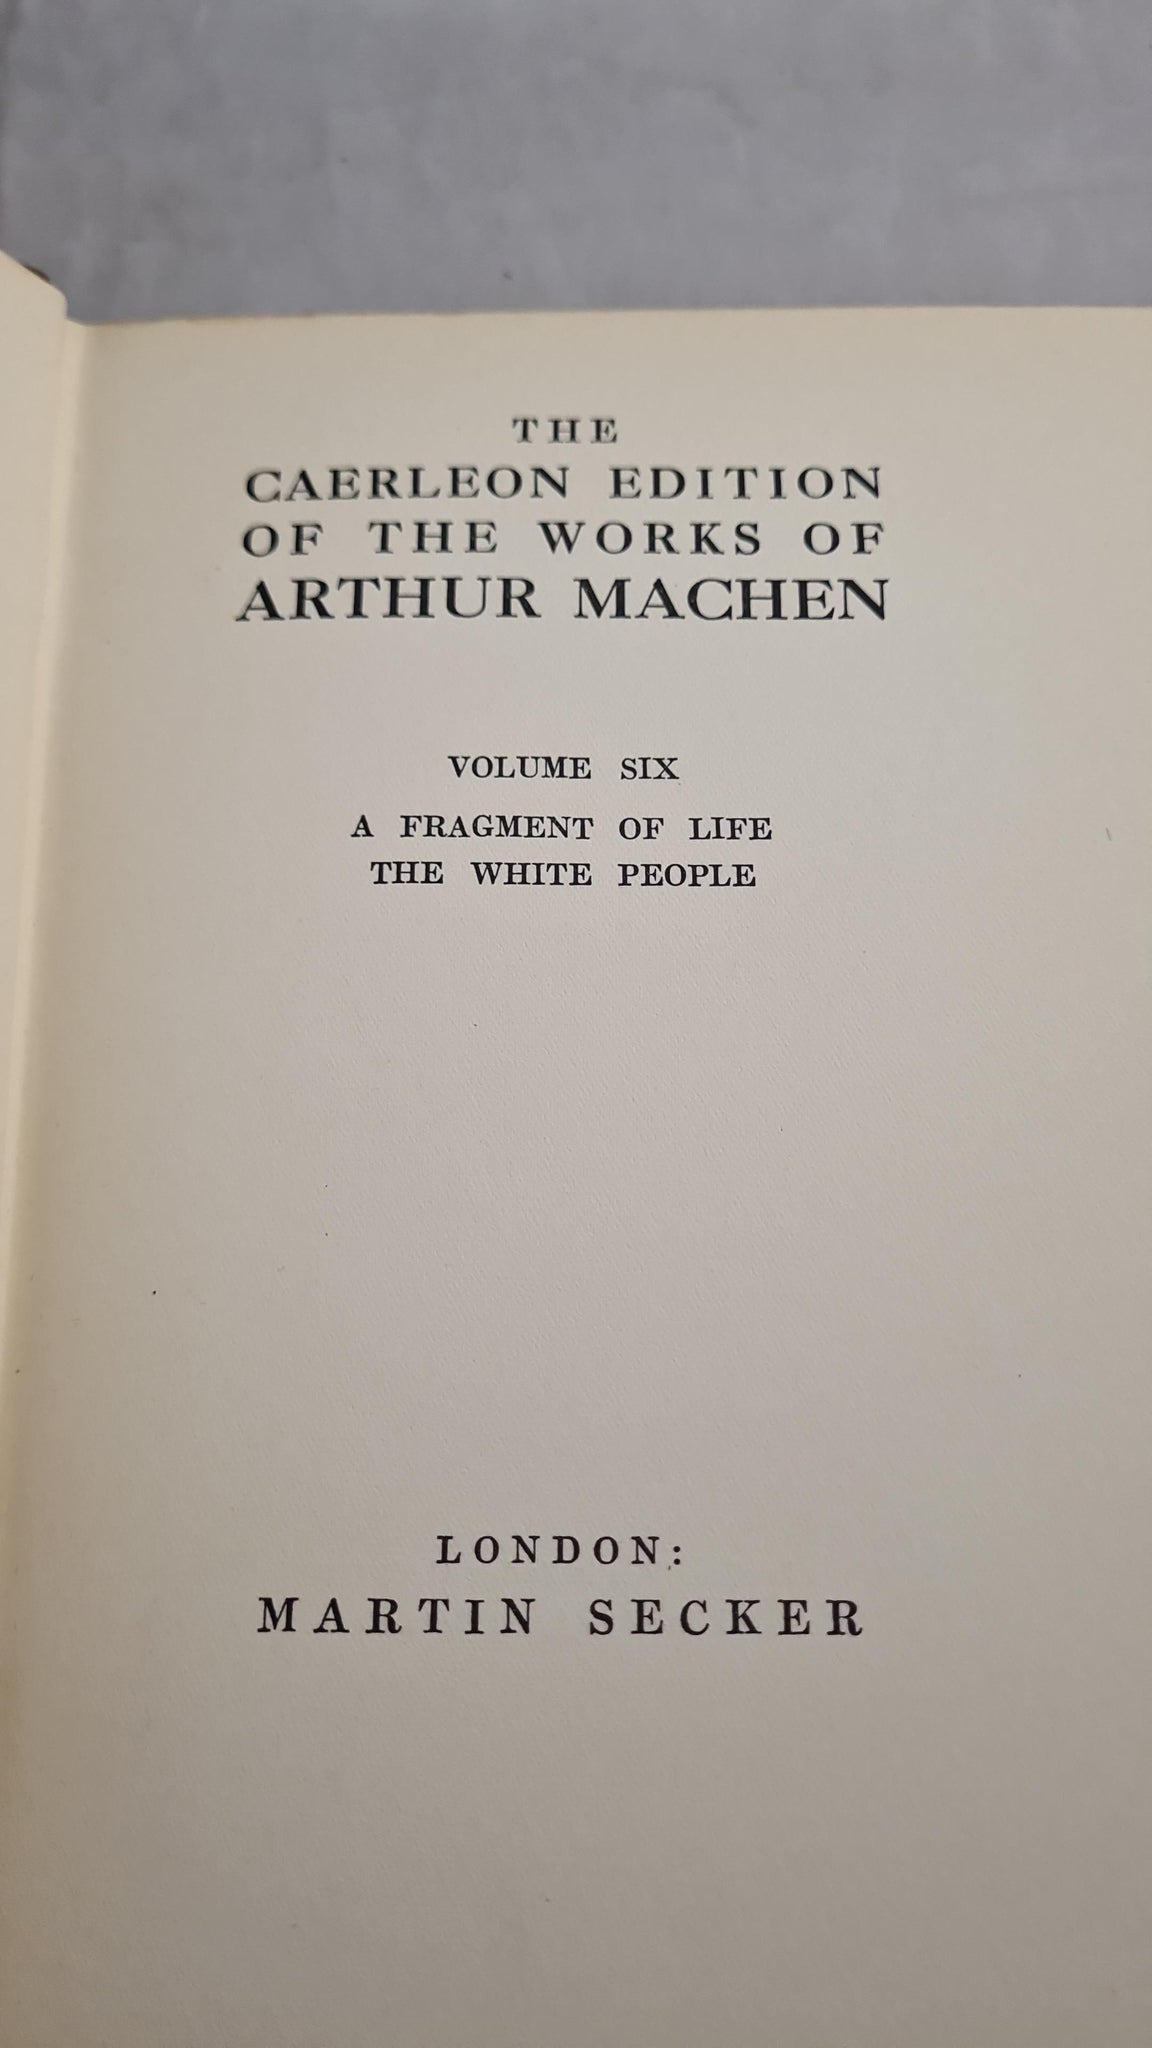 THE
CAERLEON EDITION
OF THE WORKS OF
ARTHUR MACHEN
VOLUME SIX
A FRAGMENT OF LIFE
THE WHITE PEOPLE
LONDON:
MARTIN SECKER